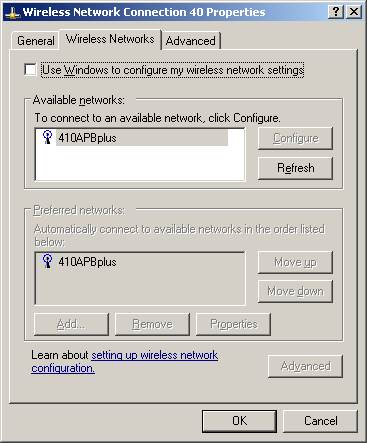 Wireless Network Connection 40 Properties
General Wireless Networks Advanced
Use Windows to configure my wireless network settings
Available networks:
To connect to an available network, click Configure.
410APBplus
Configure
Refresh
Preferred networks:
Automatically connect to available networks in the order listed
below:
410APBplus
Move up
Move down
Add... Remove Properties
Learn about setting up wireless network
configuration.
Advanced
OK Cancel